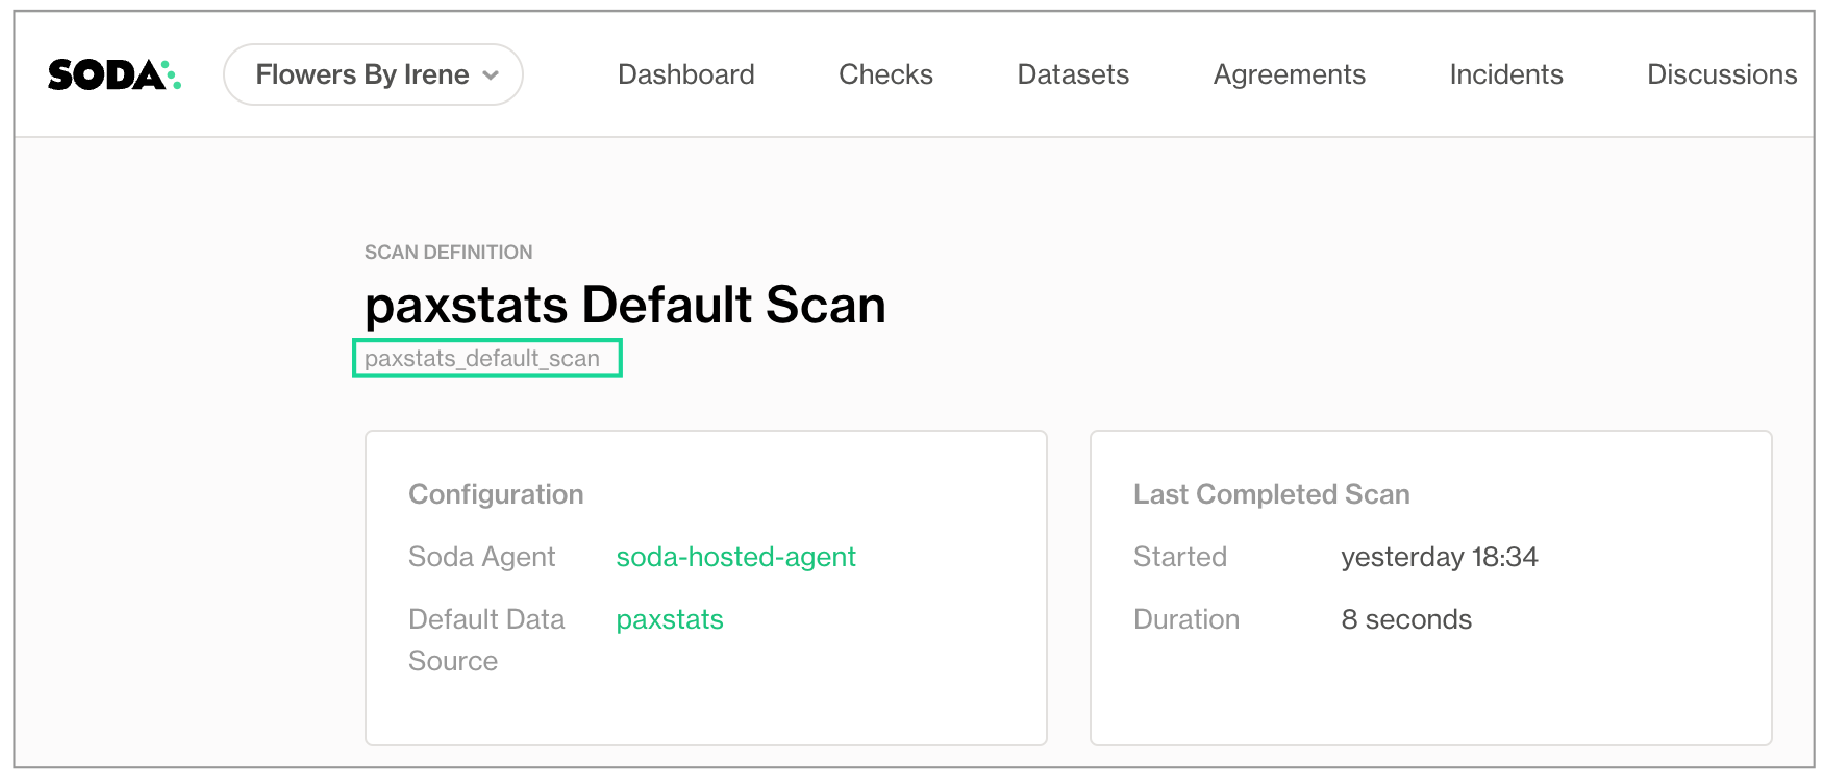 SODA
Flowers By Irene
Dashboard
Checks
Datasets
Agreements
Incidents
Discussions
SCAN DEFINITION
paxstats Default Scan
paxstats_default_scan
Configuration
Soda Agent soda-hosted-agent
Default Data Source paxstats
Last Completed Scan
Started yesterday 18:34
Duration 8 seconds